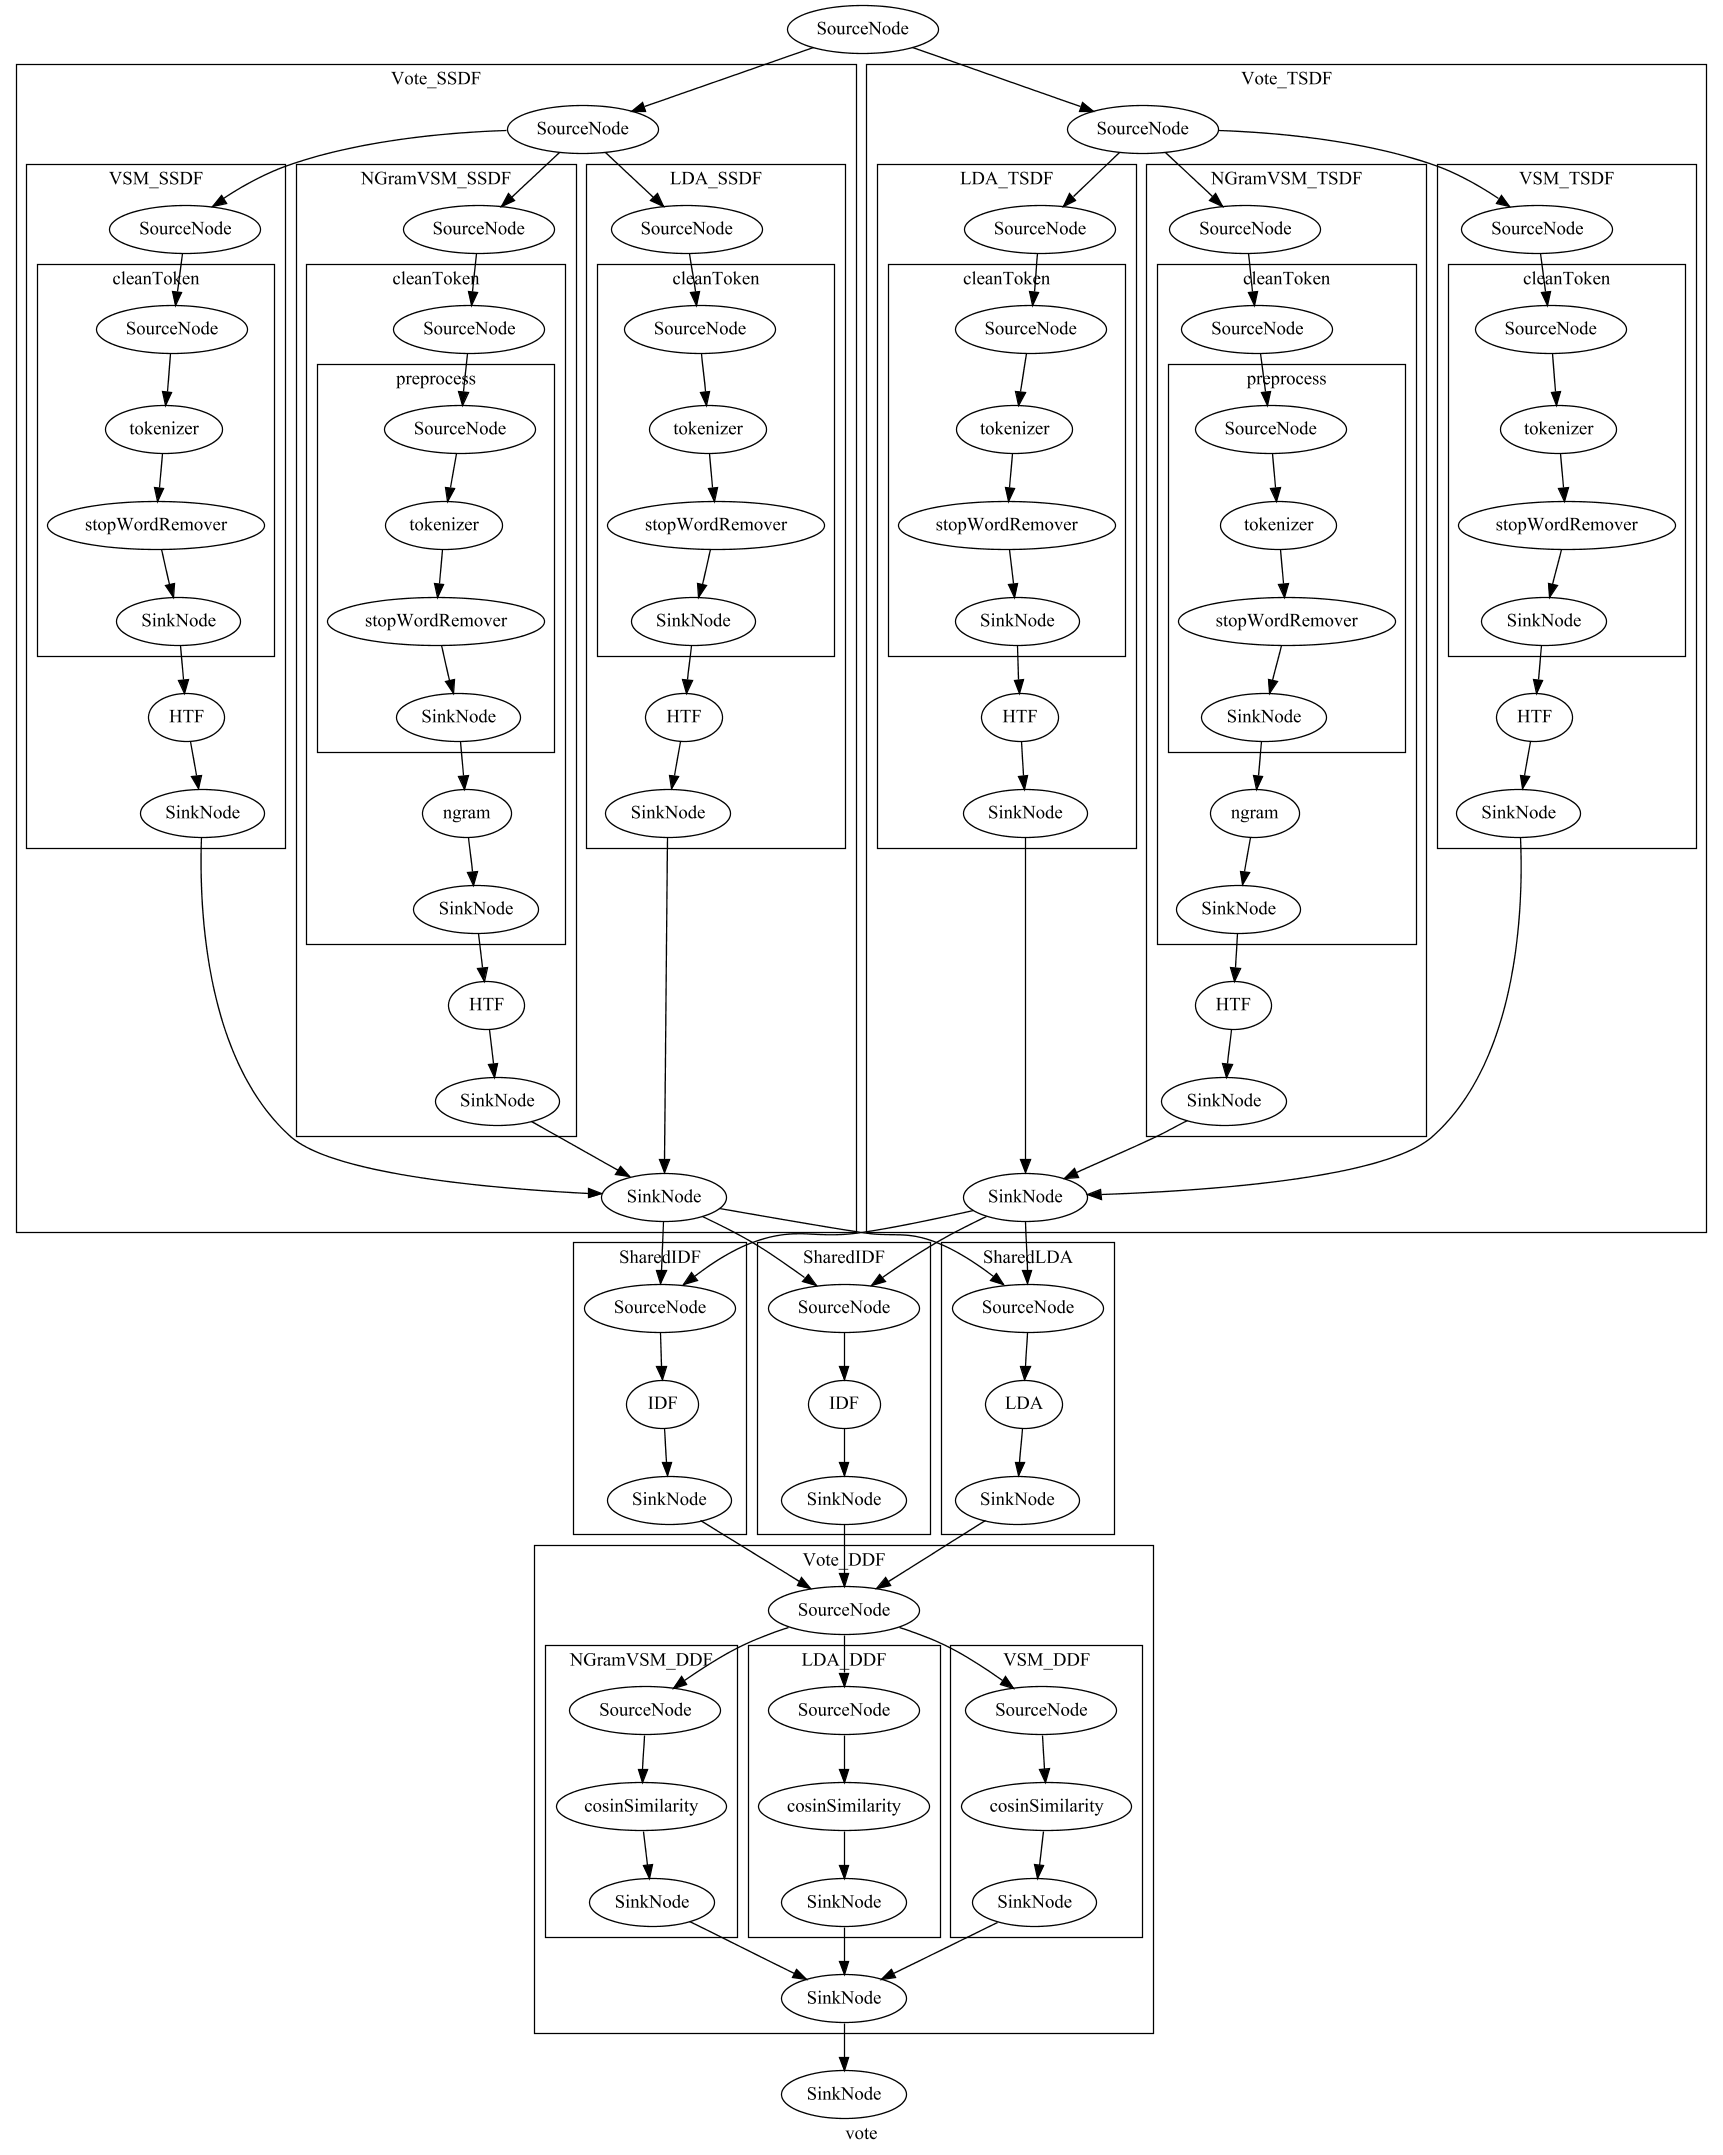 SourceNode
Vote_SSDF Vote_TSDF
SourceNode SourceNode
VSM_SSDF NGramVSM_SSDF LDA_SSDF LDA_TSDF NGramVSM_TSDF VSM_TSDF
SourceNode SourceNode SourceNode SourceNode SourceNode SourceNode
cleanToken cleanToken cleanToken cleanToken cleanToken cleanToken
SourceNode SourceNode SourceNode SourceNode SourceNode SourceNode
preprocess preprocess
tokenizer SourceNode tokenizer tokenizer SourceNode tokenizer
stopWordRemover tokenizer stopWordRemover stopWordRemover tokenizer stopWordRemover
SinkNode stopWordRemover SinkNode SinkNode stopWordRemover SinkNode
HTF SinkNode HTF HTF SinkNode HTF
SinkNode ngram SinkNode SinkNode ngram SinkNode
SinkNode SinkNode
HTF HTF
SinkNode SinkNode
SinkNode SinkNode
SharedIDF SharedIDF SharedLDA
SourceNode SourceNode SourceNode
IDF IDF LDA
SinkNode SinkNode SinkNode
Vote_DDF
SourceNode
NGramVSM_DDF LDA_DDF VSM_DDF
SourceNode SourceNode SourceNode
cosinSimilarity cosinSimilarity cosinSimilarity
SinkNode SinkNode SinkNode
SinkNode
SinkNode
vote